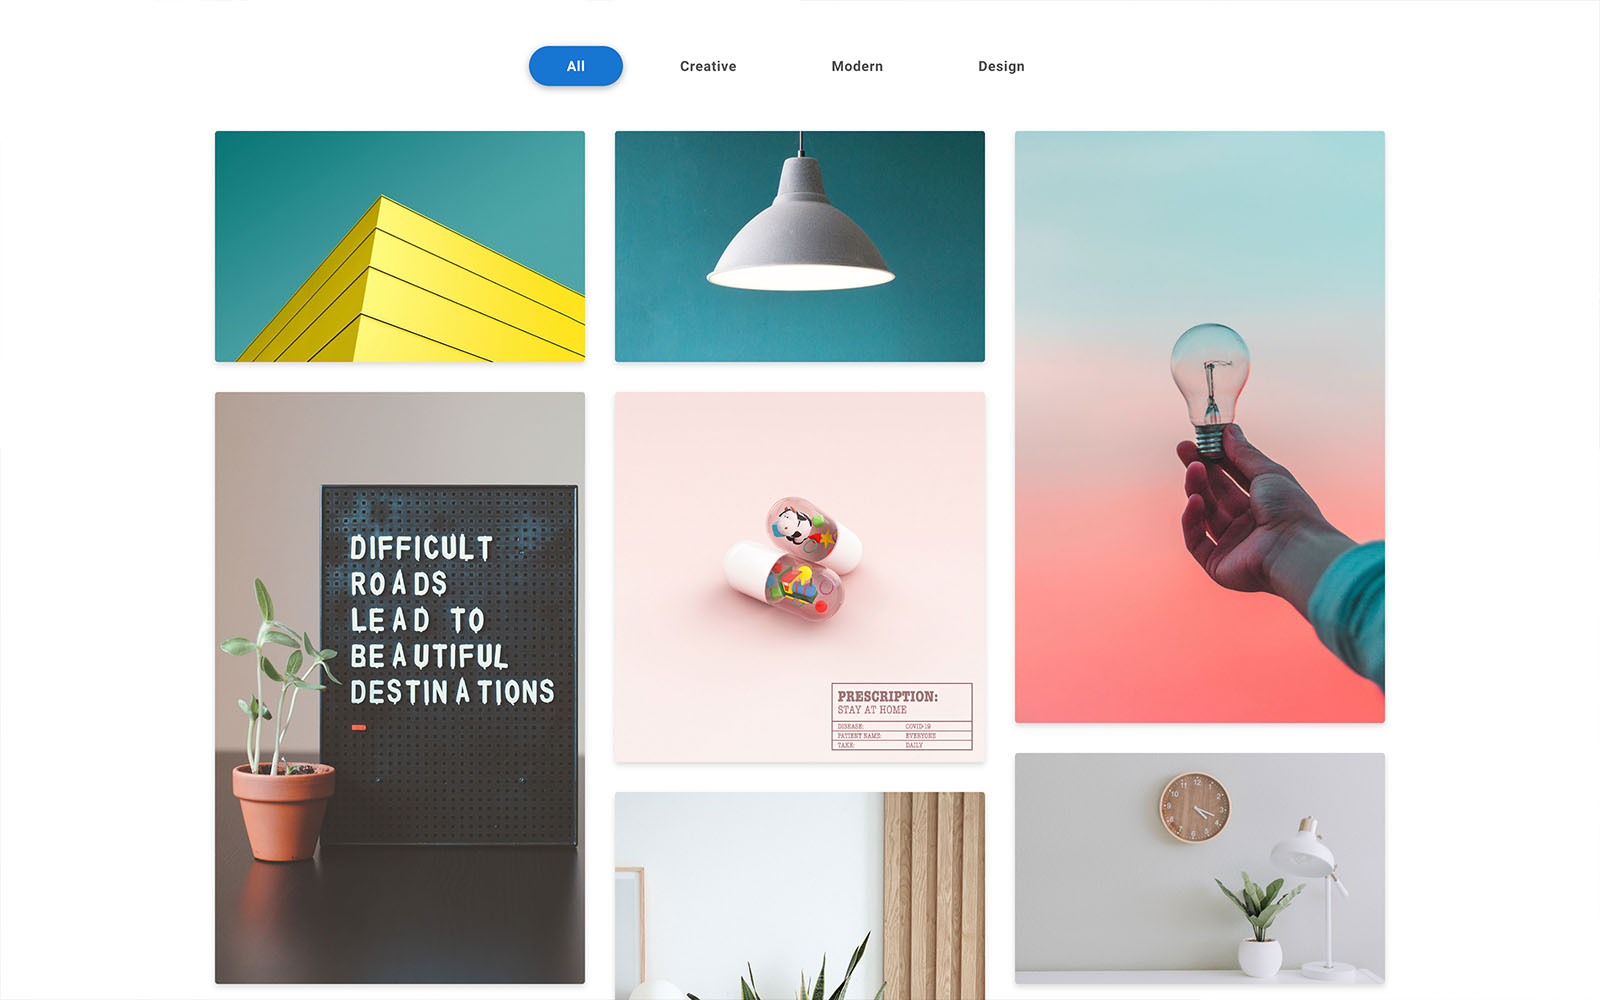 All
Creative
Modern
Design
DIFFICULT
ROADS
LEAD TO
BEAUTIFUL
DESTINATIONS
PRESCRIPTION:
STAY AT HOME
DISEASE: COVID-19
PATIENT NAME: EVERYONE
TAKE: DAILY